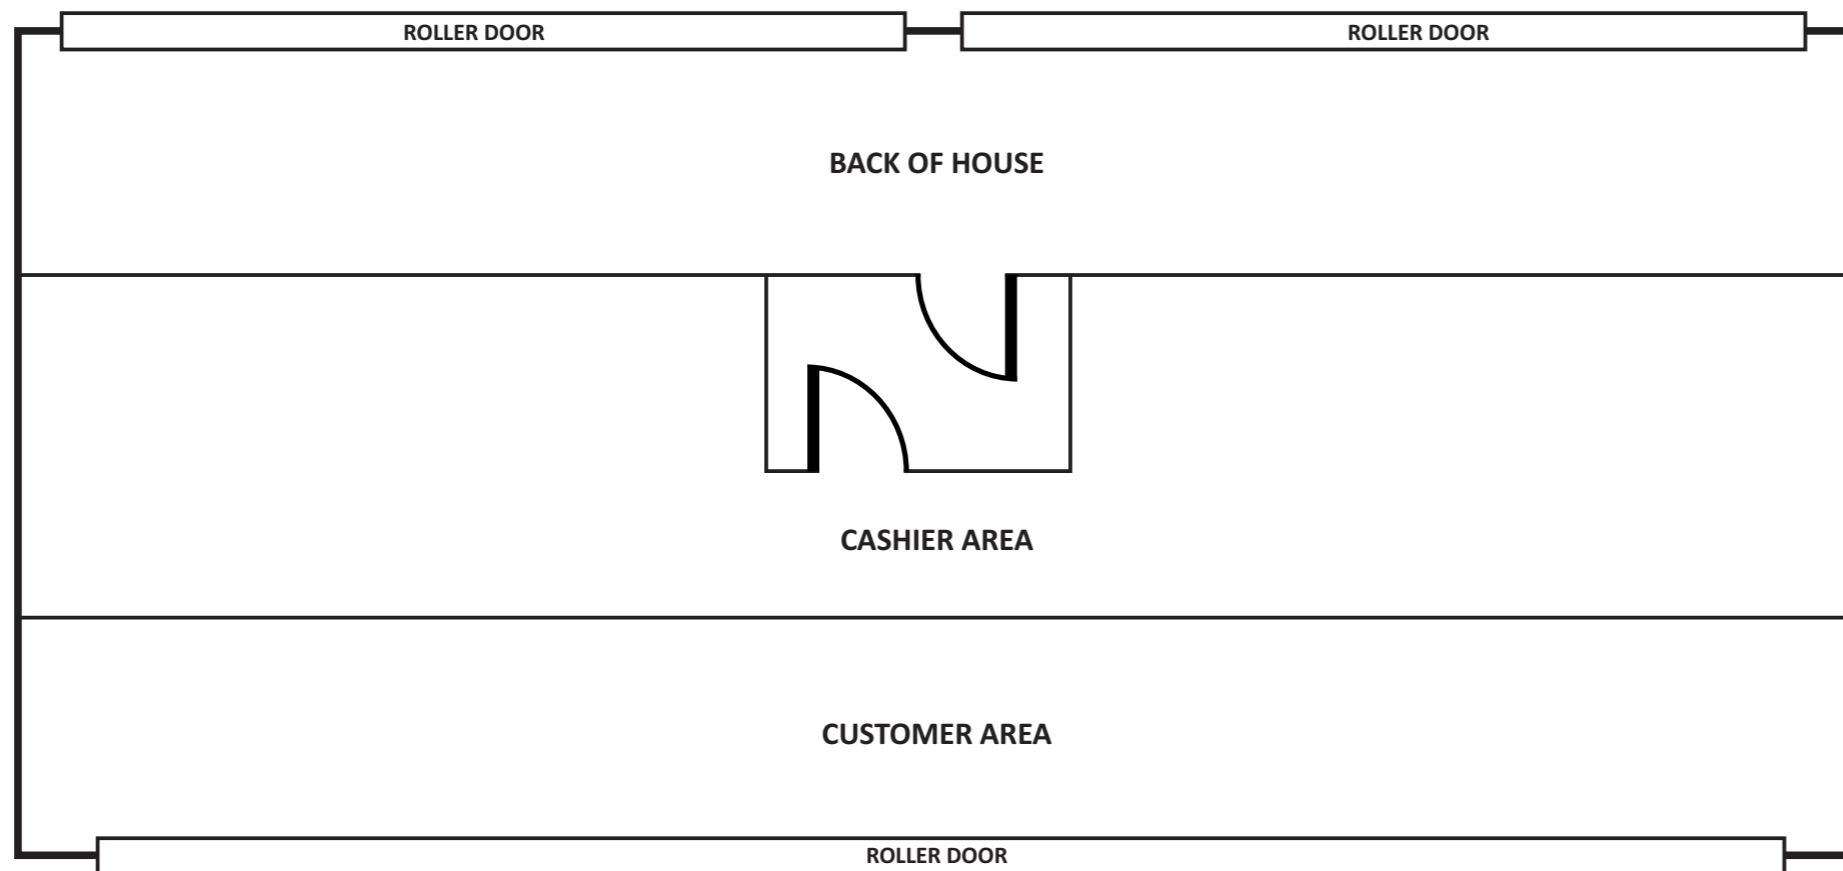 ROLLER DOOR
ROLLER DOOR
BACK OF HOUSE
CASHIER AREA
CUSTOMER AREA
ROLLER DOOR